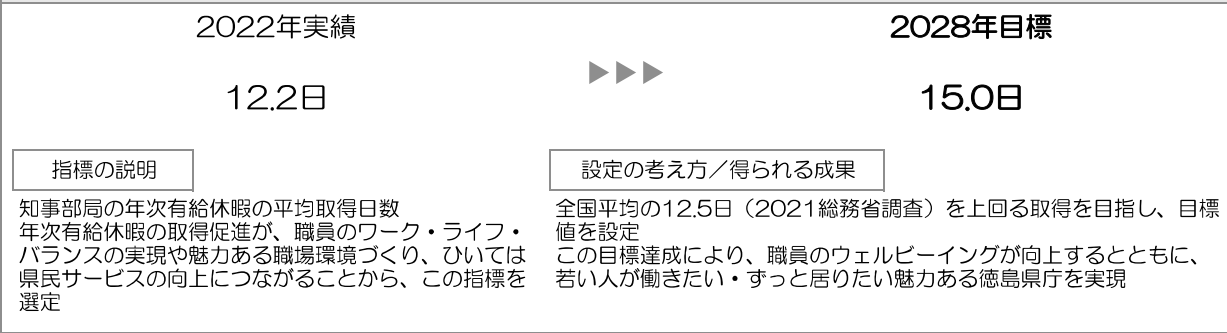 2022年実績
2028年目標
▶▶▶
12.2日
15.0日
指標の説明
知事部局の年次有給休暇の平均取得日数
年次有給休暇の取得促進が、職員のワーク・ライフ・
バランスの実現や魅力ある職場環境づくり、ひいては
県民サービスの向上につながることから、この指標を
選定
設定の考え方／得られる成果
全国平均の12.5日（2021総務省調査）を上回る取得を目指し、目標
値を設定
この目標達成により、職員のウェルビーイングが向上するとともに、
若い人が働きたい・ずっと居りたい魅力ある徳島県庁を実現